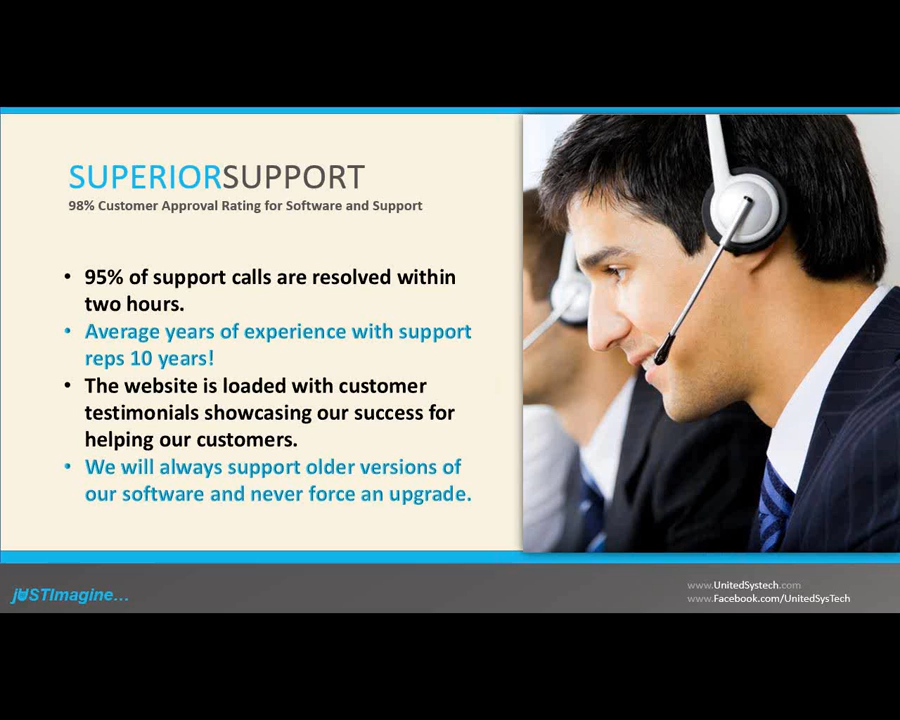 SUPERIORSUPPORT
98% Customer Approval Rating for Software and Support
• 95% of support calls are resolved within
two hours.
• Average years of experience with support
reps 10 years!
• The website is loaded with customer
testimonials showcasing our success for
helping our customers.
• We will always support older versions of
our software and never force an upgrade.
jUSTImagine...
www.UnitedSystech.com
www.Facebook.com/UnitedSysTech